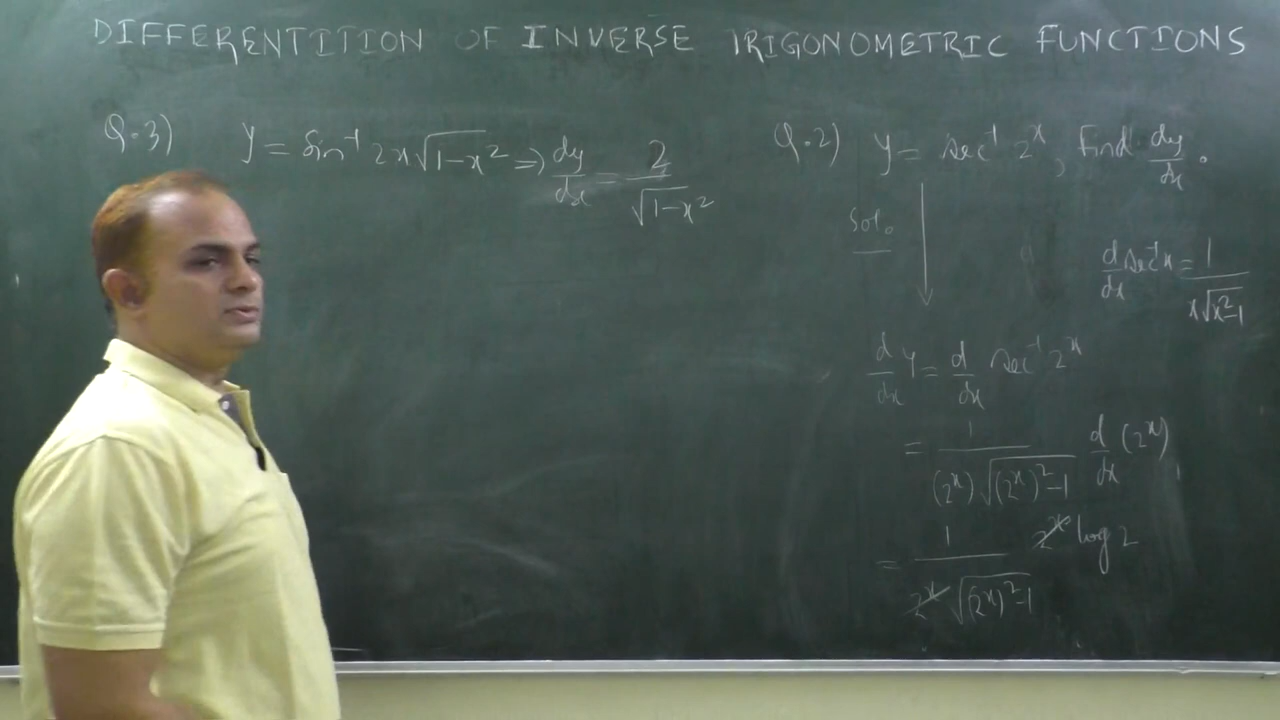 DIFFERENTITION OF INVERSE TRIGONOMETRIC FUNCTIONS
Q.3) y = sin⁻¹ 2x√(1-x²) ⇒ dy/dx = 2/√(1-x²)
Q.2) y = sec⁻¹ 2ˣ, Find dy/dx.
Sol.
d/dx sec⁻¹x = 1/(x√(x²-1))
d/dx y = d/dx sec⁻¹ 2ˣ
= 1/((2ˣ)√((2ˣ)²-1)) d/dx (2ˣ)
= 1/(2ˣ√((2ˣ)²-1)) 2ˣ log 2